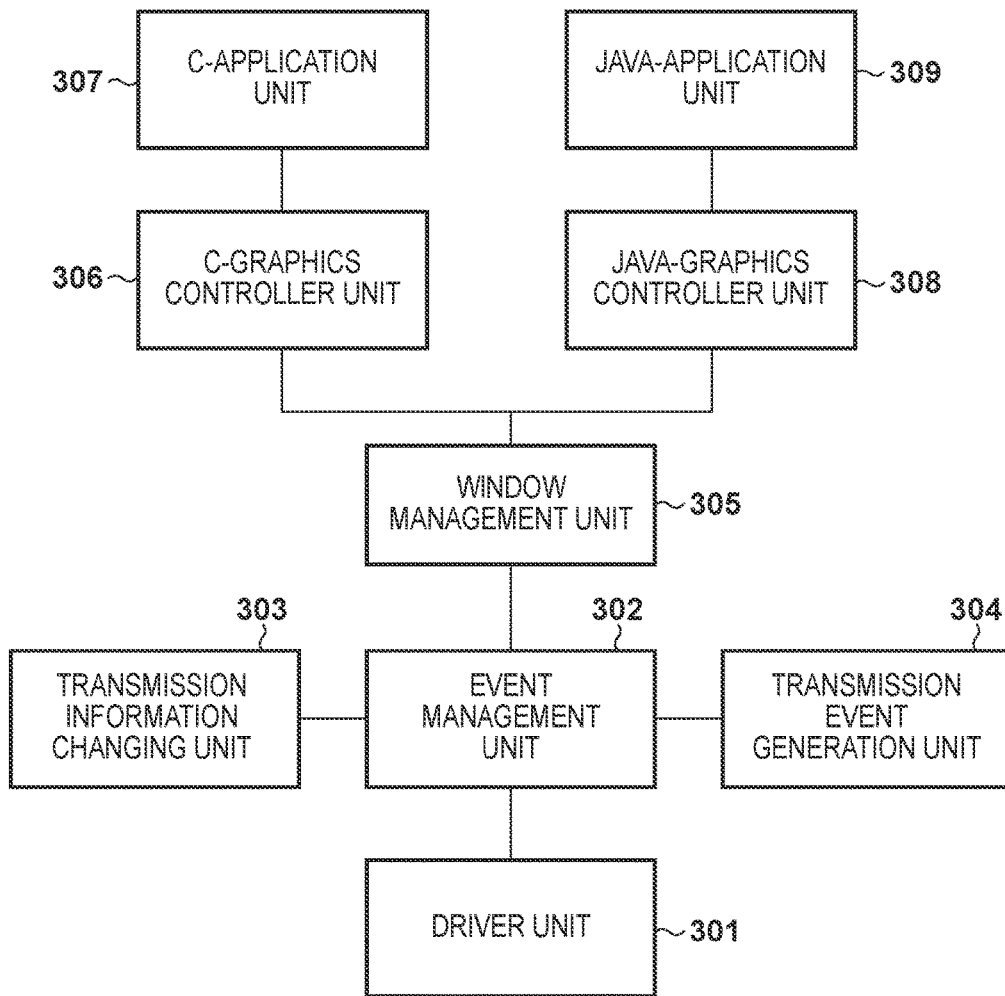 307
C-APPLICATION
UNIT
JAVA-APPLICATION
UNIT
309
306
C-GRAPHICS
CONTROLLER UNIT
JAVA-GRAPHICS
CONTROLLER UNIT
308
WINDOW
MANAGEMENT UNIT
305
303
302
304
TRANSMISSION
INFORMATION
CHANGING UNIT
EVENT
MANAGEMENT
UNIT
TRANSMISSION
EVENT
GENERATION UNIT
DRIVER UNIT
301